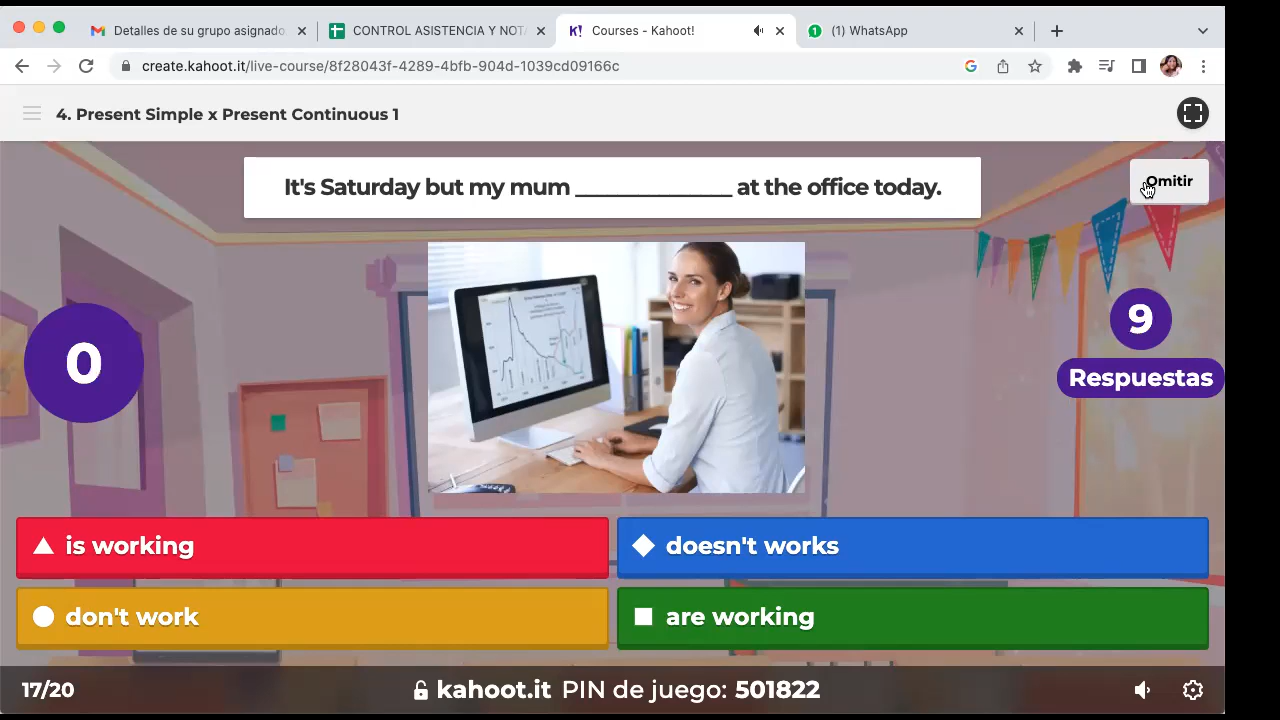 Detalles de su grupo asignado
CONTROL ASISTENCIA Y NOTA
K! Courses - Kahoot!
1 (1) WhatsApp
create.kahoot.it/live-course/8f28043f-4289-4bfb-904d-1039cd09166c
4. Present Simple x Present Continuous 1
It's Saturday but my mum ______________ at the office today.
Omitir
0
9
Respuestas
is working
doesn't works
don't work
are working
17/20
kahoot.it PIN de juego: 501822